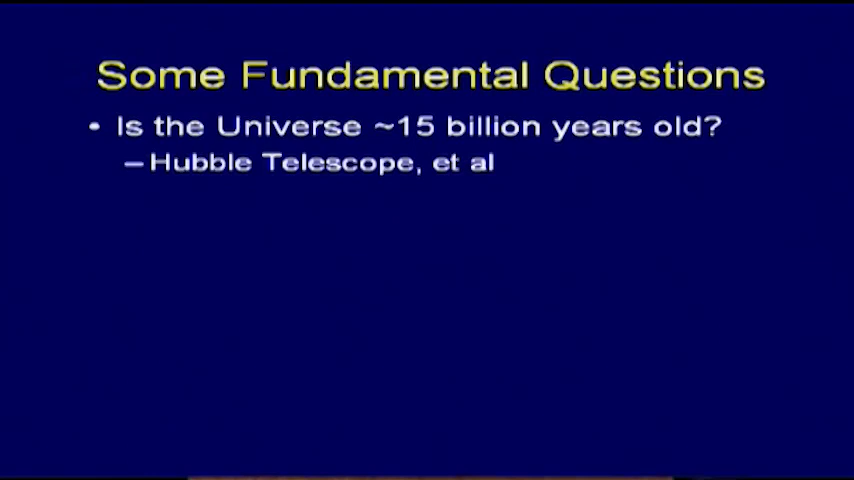 Some Fundamental Questions
• Is the Universe ~15 billion years old?
– Hubble Telescope, et al